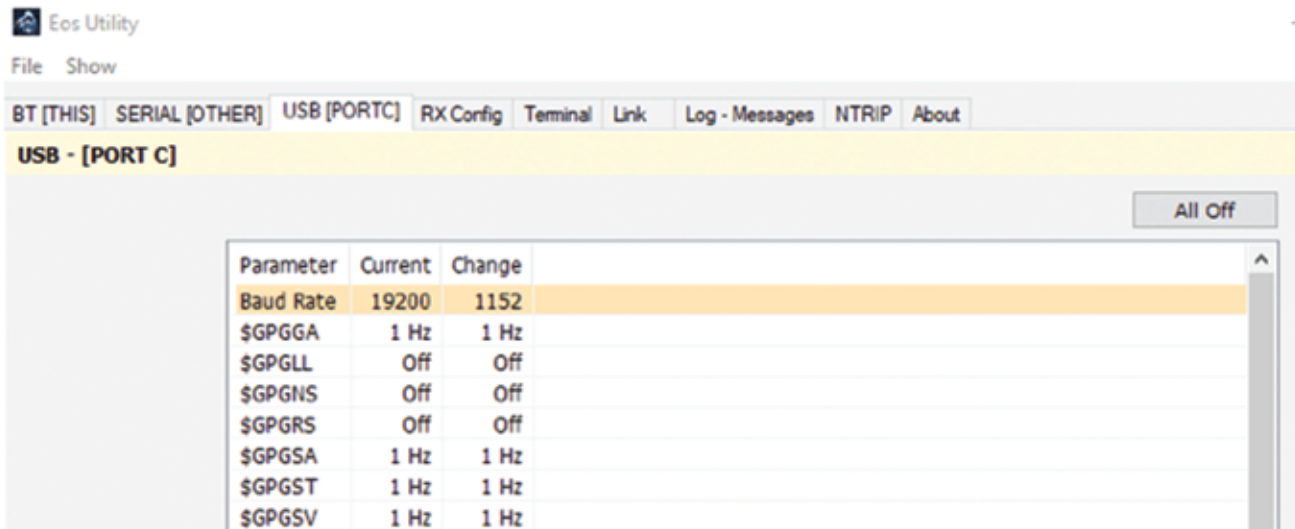 Eos Utility
File Show
BT [THIS] SERIAL [OTHER] USB [PORTC] RX Config Terminal Link Log - Messages NTRIP About
USB - [PORT C]
All Off
Parameter Current Change
Baud Rate 19200 1152
$GPGGA 1 Hz 1 Hz
$GPGLL Off Off
$GPGNS Off Off
$GPGRS Off Off
$GPGSA 1 Hz 1 Hz
$GPGST 1 Hz 1 Hz
$GPGSV 1 Hz 1 Hz